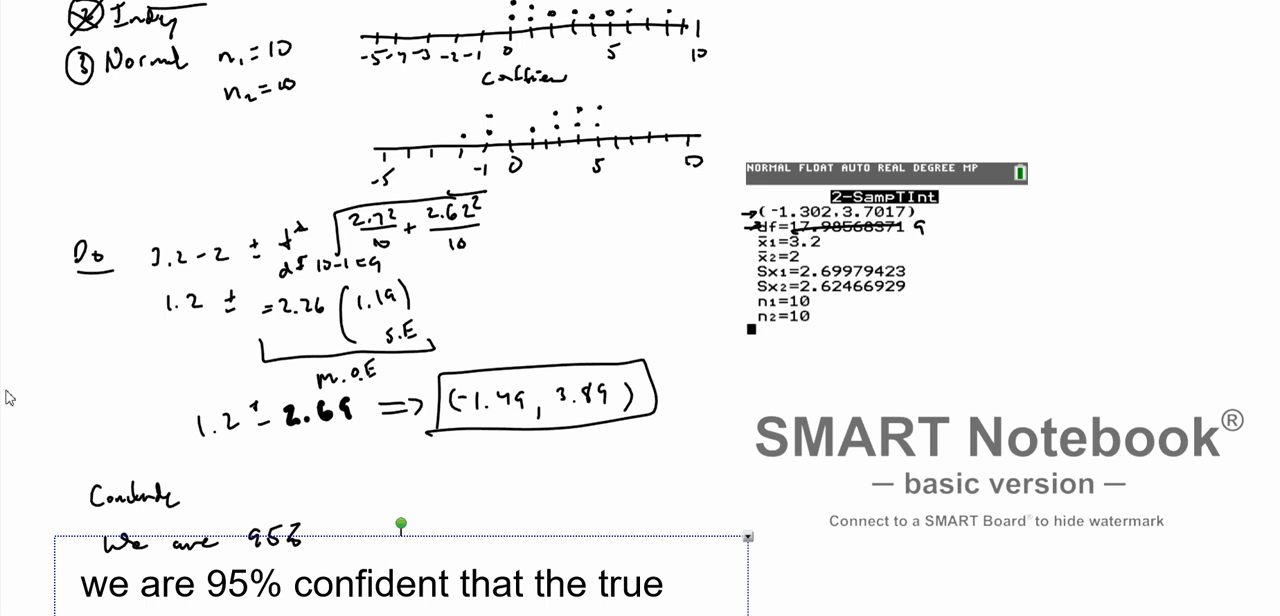 ② Indep
③ Normal n₁=10
n₂=10
-5 -4 -3 -2 -1 0 5 10
Caffien
-5 -1 0 5 10
Do 3.2-2 ± t* √(2.7²/10 + 2.62²/10)
df 10-1=9
1.2 ± =2.26 (1.19)
S.E
M.O.E
1.2 ± 2.69 => (-1.49, 3.89)
Conclude
We are 95%
we are 95% confident that the true
NORMAL FLOAT AUTO REAL DEGREE MP
2-SampTInt
(-1.302,3.7017)
df=17.98568371 9
x̄1=3.2
x̄2=2
Sx1=2.69979423
Sx2=2.62466929
n1=10
n2=10
SMART Notebook®
— basic version —
Connect to a SMART Board® to hide watermark